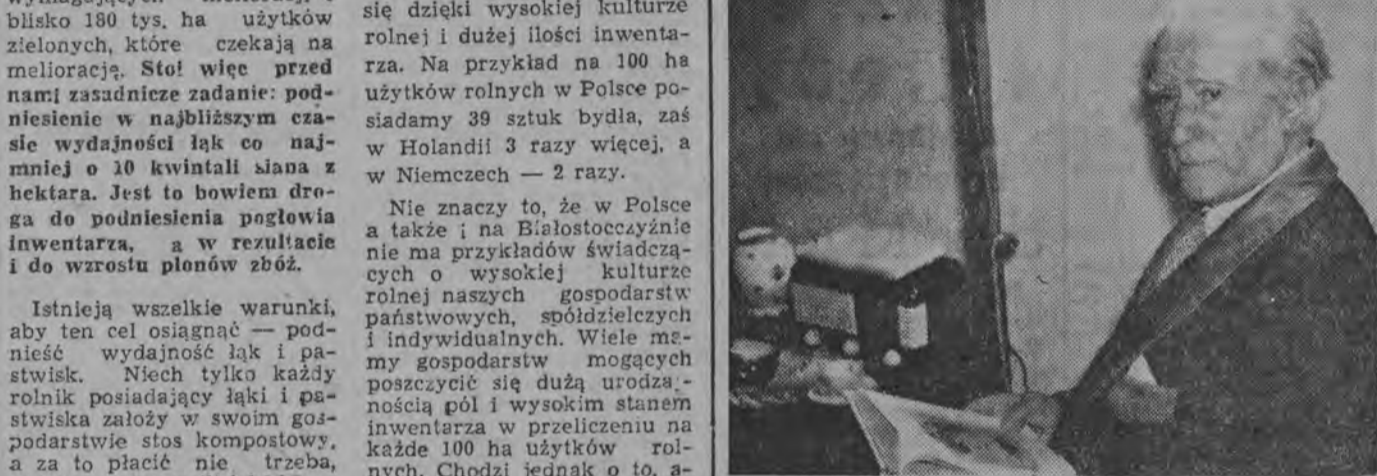 blisko 180 tys. ha użytków
zielonych, które czekają na
meliorację. Stoi więc przed
nami zasadnicze zadanie: pod-
niesienie w najbliższym cza-
sie wydajności łąk co naj-
mniej o 10 kwintali siana z
hektara. Jest to bowiem dro-
ga do podniesienia pogłowia
inwentarza, a w rezultacie
i do wzrostu plonów zbóż.
Istnieją wszelkie warunki,
aby ten cel osiągnąć — pod-
nieść wydajność łąk i pa-
stwisk. Niech tylko każdy
rolnik posiadający łąki i pa-
stwiska założy w swoim gos-
podarstwie stos kompostowy,
a za to płacić nie trzeba,
się dzięki wysokiej kulturze
rolnej i dużej ilości inwenta-
rza. Na przykład na 100 ha
użytków rolnych w Polsce po-
siadamy 39 sztuk bydła, zaś
w Holandii 3 razy więcej, a
w Niemczech — 2 razy.
Nie znaczy to, że w Polsce
a także i na Białostocczyźnie
nie ma przykładów świadczą-
cych o wysokiej kulturze
rolnej naszych gospodarstw
państwowych, spółdzielczych
i indywidualnych. Wiele ma-
my gospodarstw mogących
poszczycić się dużą urodzaj-
nością pól i wysokim stanem
inwentarza w przeliczeniu na
każde 100 ha użytków rol-
nych. Chodzi jednak o to, a-